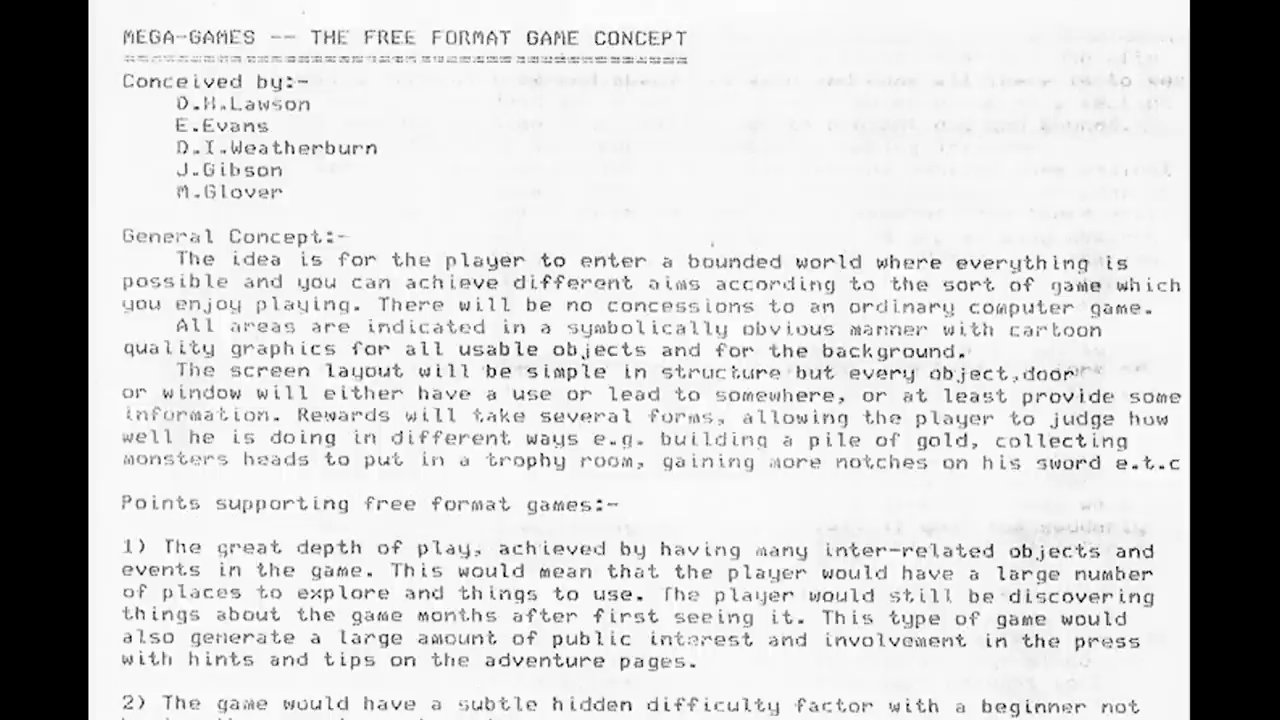 MEGA-GAMES -- THE FREE FORMAT GAME CONCEPT
==========================================
Conceived by:-
D.H.Lawson
E.Evans
D.I.Weatherburn
J.Gibson
M.Glover
General Concept:-
The idea is for the player to enter a bounded world where everything is
possible and you can achieve different aims according to the sort of game which
you enjoy playing. There will be no concessions to an ordinary computer game.
All areas are indicated in a symbolically obvious manner with cartoon
quality graphics for all usable objects and for the background.
The screen layout will be simple in structure but every object,door
or window will either have a use or lead to somewhere, or at least provide some
information. Rewards will take several forms, allowing the player to judge how
well he is doing in different ways e.g. building a pile of gold, collecting
monsters heads to put in a trophy room, gaining more notches on his sword e.t.c
Points supporting free format games:-
1) The great depth of play, achieved by having many inter-related objects and
events in the game. This would mean that the player would have a large number
of places to explore and things to use. The player would still be discovering
things about the game months after first seeing it. This type of game would
also generate a large amount of public interest and involvement in the press
with hints and tips on the adventure pages.
2) The game would have a subtle hidden difficulty factor with a beginner not